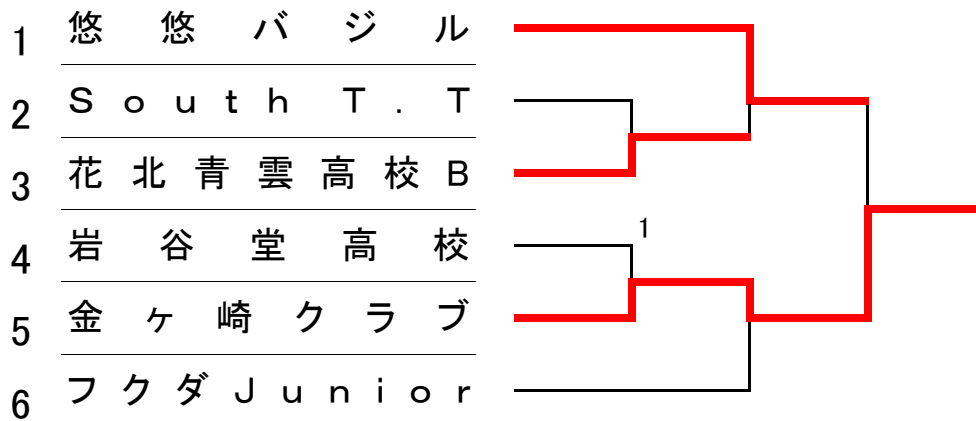 1 悠悠バジル
2 South T.T
3 花北青雲高校B
4 岩谷堂高校
1
5 金ヶ崎クラブ
6 フクダJunior